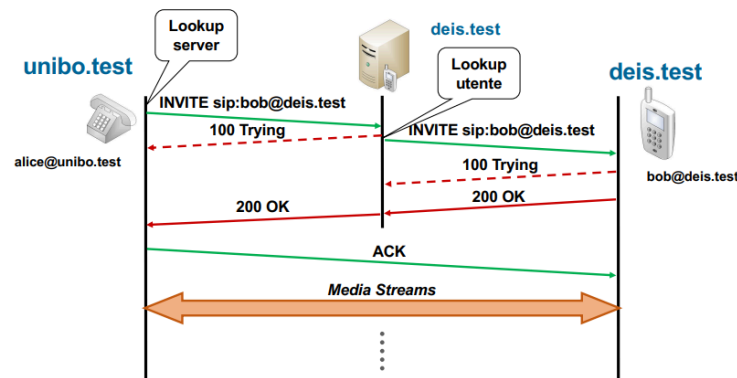 Lookup
server
deis.test
unibo.test
Lookup
utente
deis.test
INVITE sip:bob@deis.test
100 Trying
INVITE sip:bob@deis.test
alice@unibo.test
100 Trying
bob@deis.test
200 OK
200 OK
ACK
Media Streams